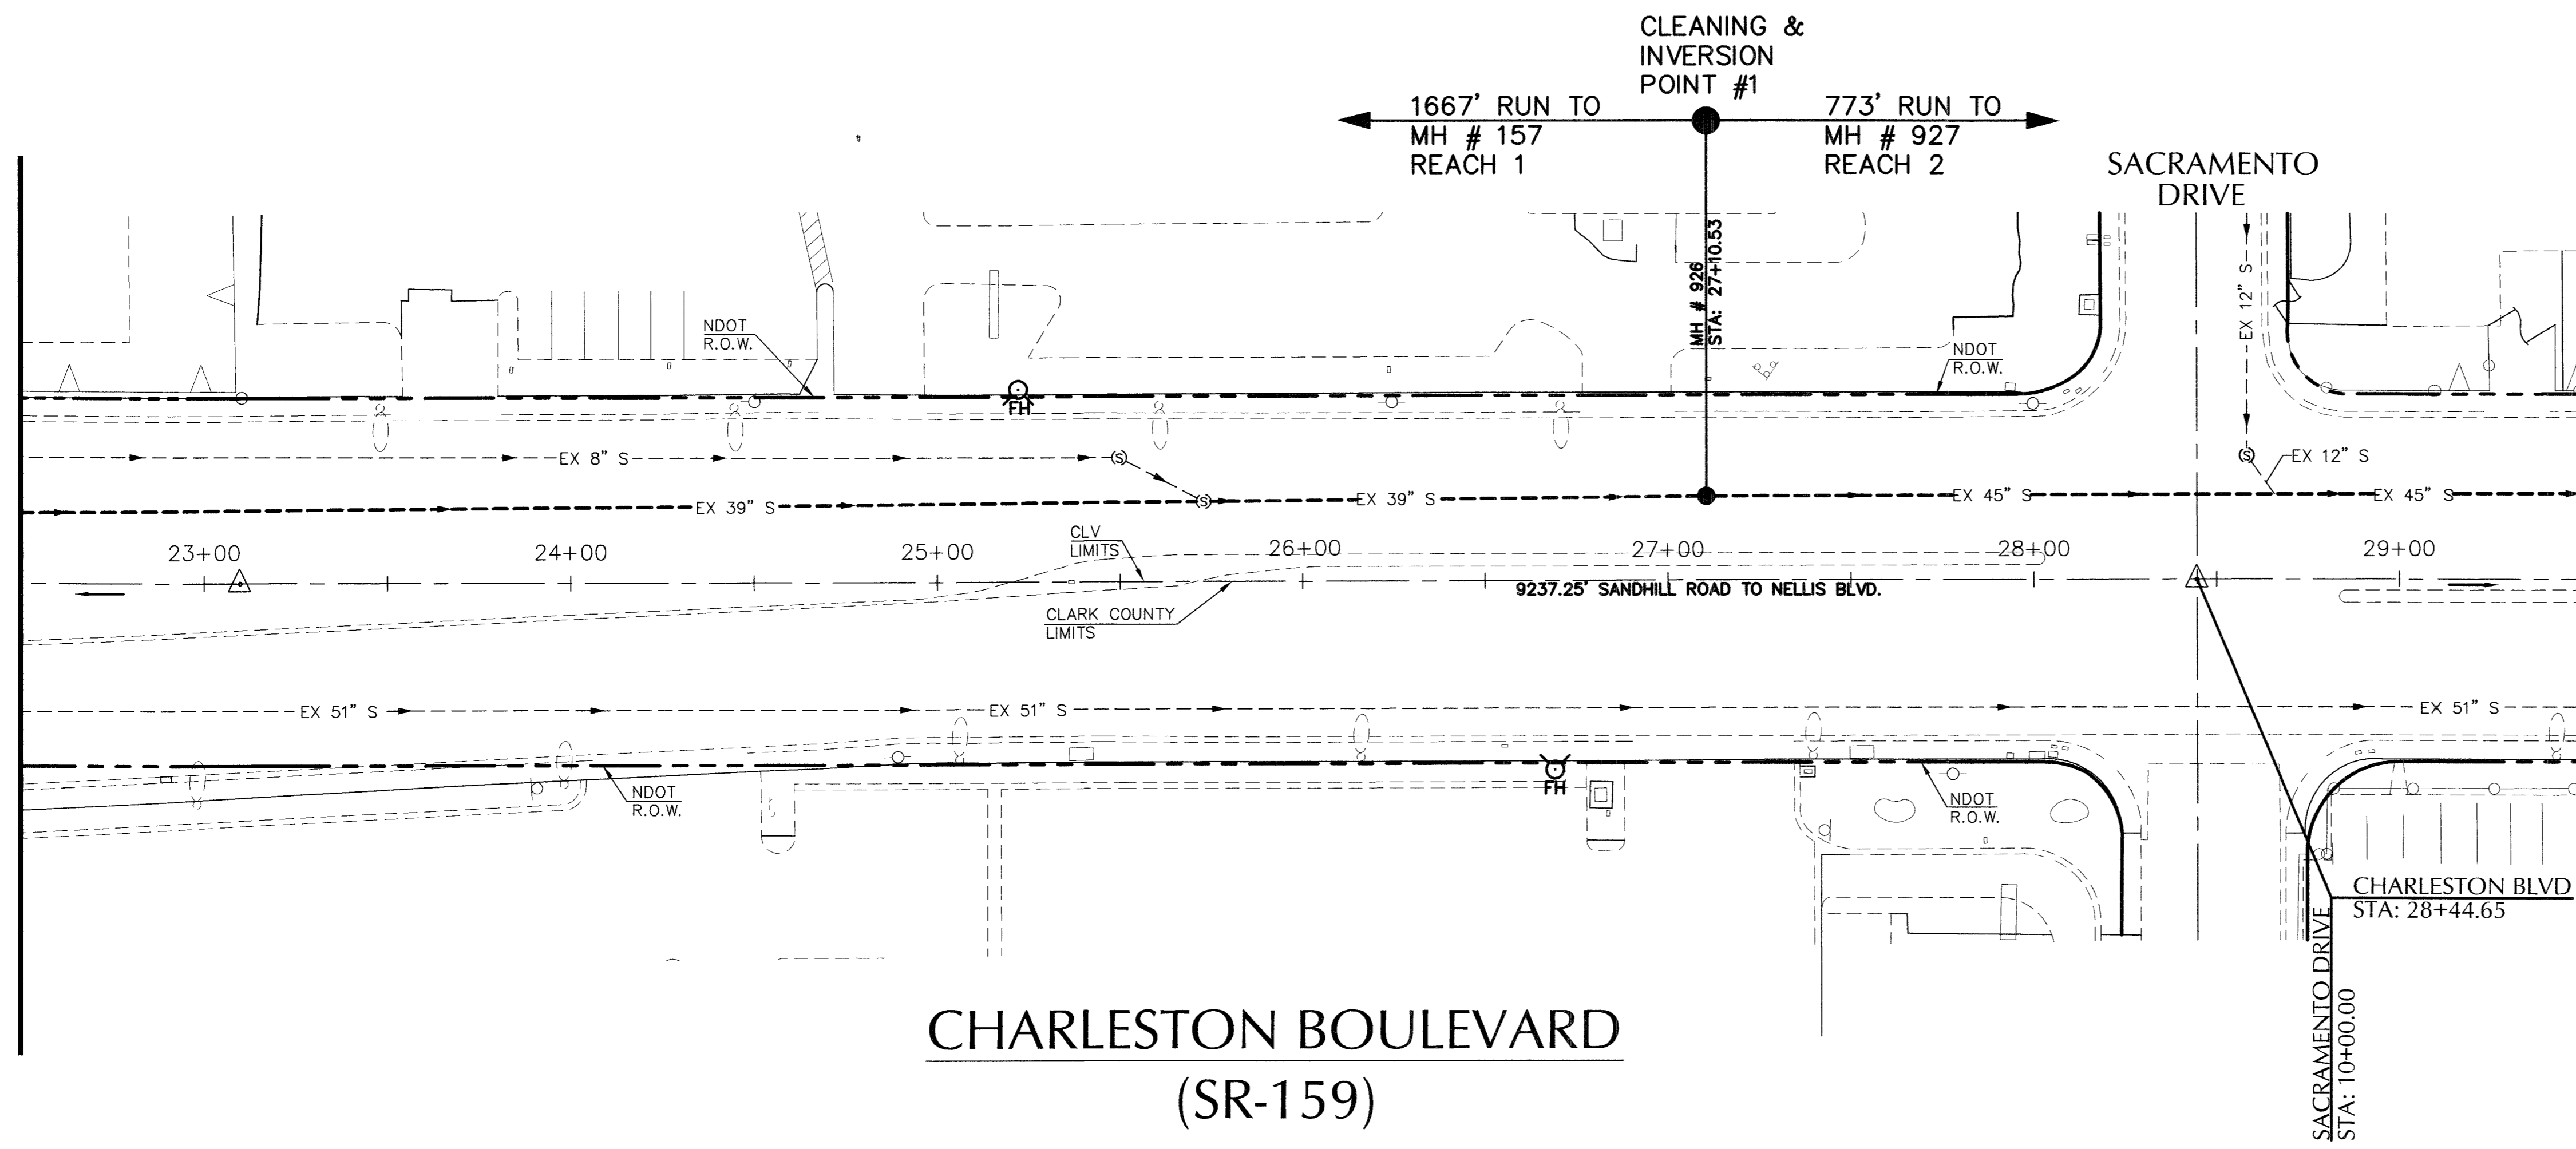 CLEANING &
INVERSION
POINT #1
1667' RUN TO
MH # 157
REACH 1
773' RUN TO
MH # 927
REACH 2
SACRAMENTO
DRIVE
MH # 926
STA: 27+10.53
EX 12" S
NDOT
R.O.W.
NDOT
R.O.W.
FH
EX 8" S
S
S
EX 12" S
EX 39" S
S
EX 39" S
EX 45" S
EX 45" S
23+00
24+00
25+00
CLV
LIMITS
26+00
27+00
28+00
29+00
9237.25' SANDHILL ROAD TO NELLIS BLVD.
CLARK COUNTY
LIMITS
EX 51" S
EX 51" S
EX 51" S
FH
NDOT
R.O.W.
NDOT
R.O.W.
CHARLESTON BLVD
STA: 28+44.65
SACRAMENTO DRIVE
STA: 10+00.00
CHARLESTON BOULEVARD
(SR-159)